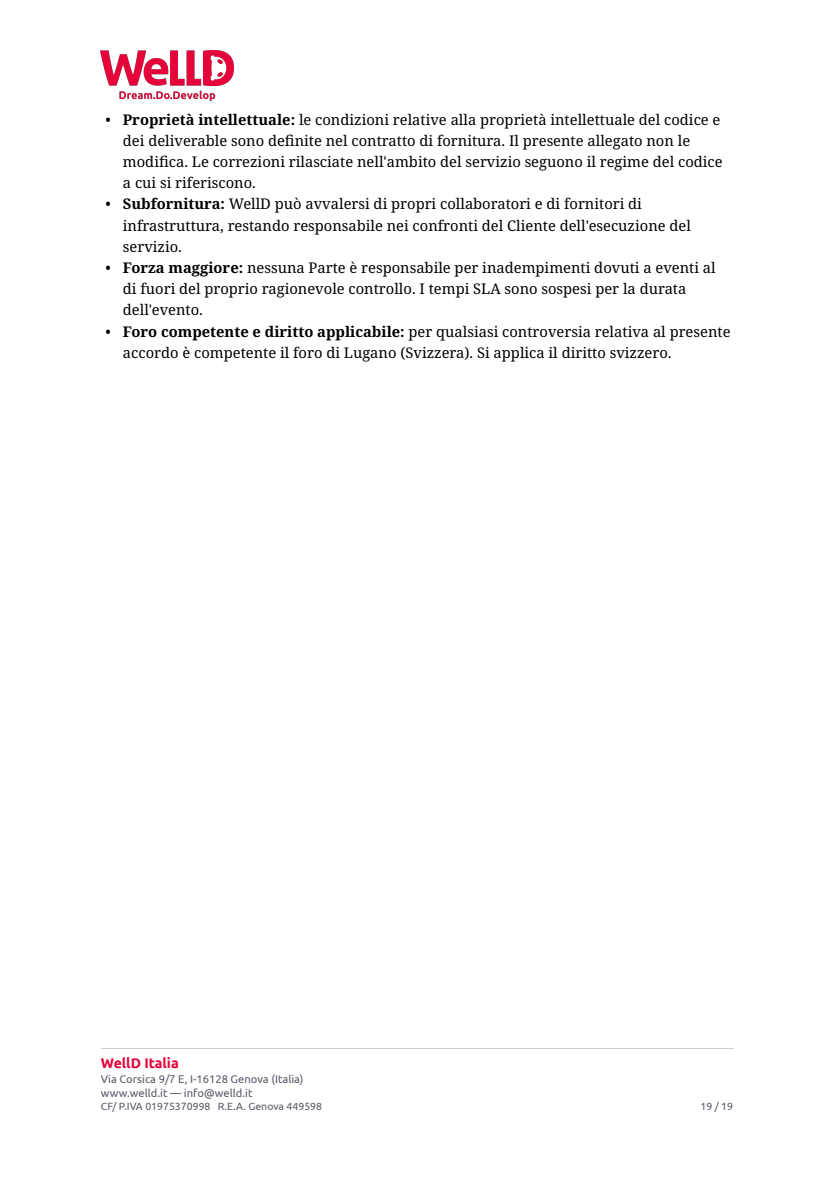 WellD
Dream.Do.Develop
• Proprietà intellettuale: le condizioni relative alla proprietà intellettuale del codice e
dei deliverable sono definite nel contratto di fornitura. Il presente allegato non le
modifica. Le correzioni rilasciate nell'ambito del servizio seguono il regime del codice
a cui si riferiscono.
• Subfornitura: WellD può avvalersi di propri collaboratori e di fornitori di
infrastruttura, restando responsabile nei confronti del Cliente dell'esecuzione del
servizio.
• Forza maggiore: nessuna Parte è responsabile per inadempimenti dovuti a eventi al
di fuori del proprio ragionevole controllo. I tempi SLA sono sospesi per la durata
dell'evento.
• Foro competente e diritto applicabile: per qualsiasi controversia relativa al presente
accordo è competente il foro di Lugano (Svizzera). Si applica il diritto svizzero.
WellD Italia
Via Corsica 9/7 E, I-16128 Genova (Italia)
www.welld.it — info@welld.it
CF/ P.IVA 01975370998 R.E.A. Genova 449598
19 / 19